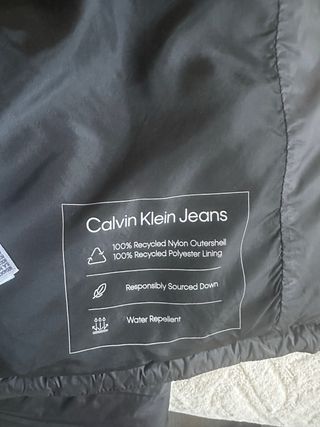 Calvin Klein Jeans
100% Recycled Nylon Outershell
100% Recycled Polyester Lining
Responsibly Sourced Down
Water Repellent